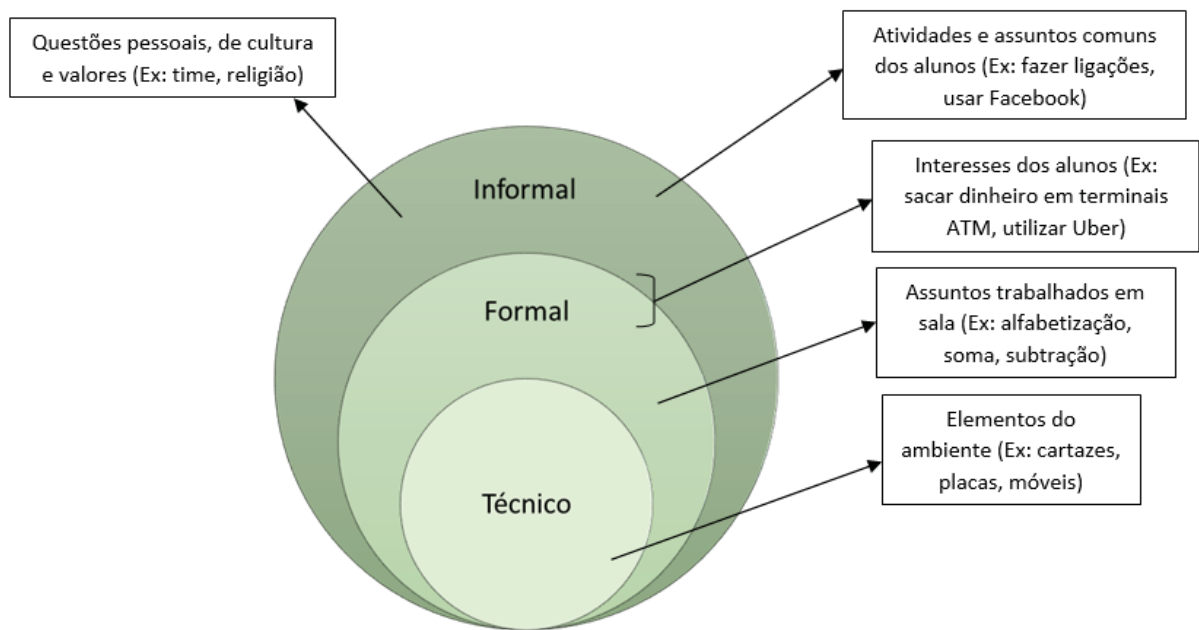 Questões pessoais, de cultura
e valores (Ex: time, religião)
Atividades e assuntos comuns
dos alunos (Ex: fazer ligações,
usar Facebook)
Informal
Interesses dos alunos (Ex:
sacar dinheiro em terminais
ATM, utilizar Uber)
Formal
Assuntos trabalhados em
sala (Ex: alfabetização,
soma, subtração)
Elementos do
ambiente (Ex: cartazes,
placas, móveis)
Técnico